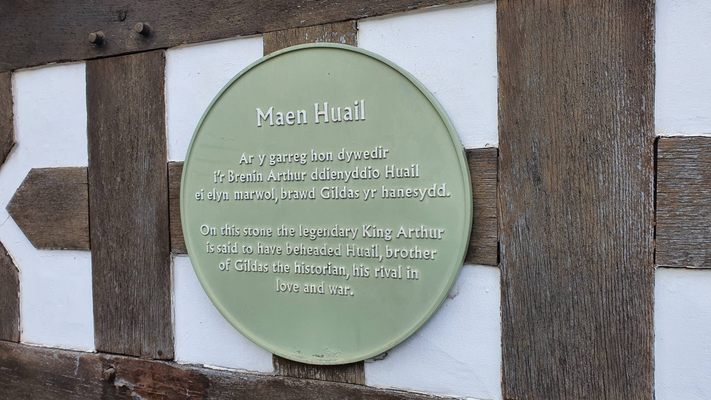 Maen Huail
Ar y garreg hon dywedir
i'r Brenin Arthur ddienyddio Huail
ei elyn marwol, brawd Gildas yr hanesydd.
On this stone the legendary King Arthur
is said to have beheaded Huail, brother
of Gildas the historian, his rival in
love and war.